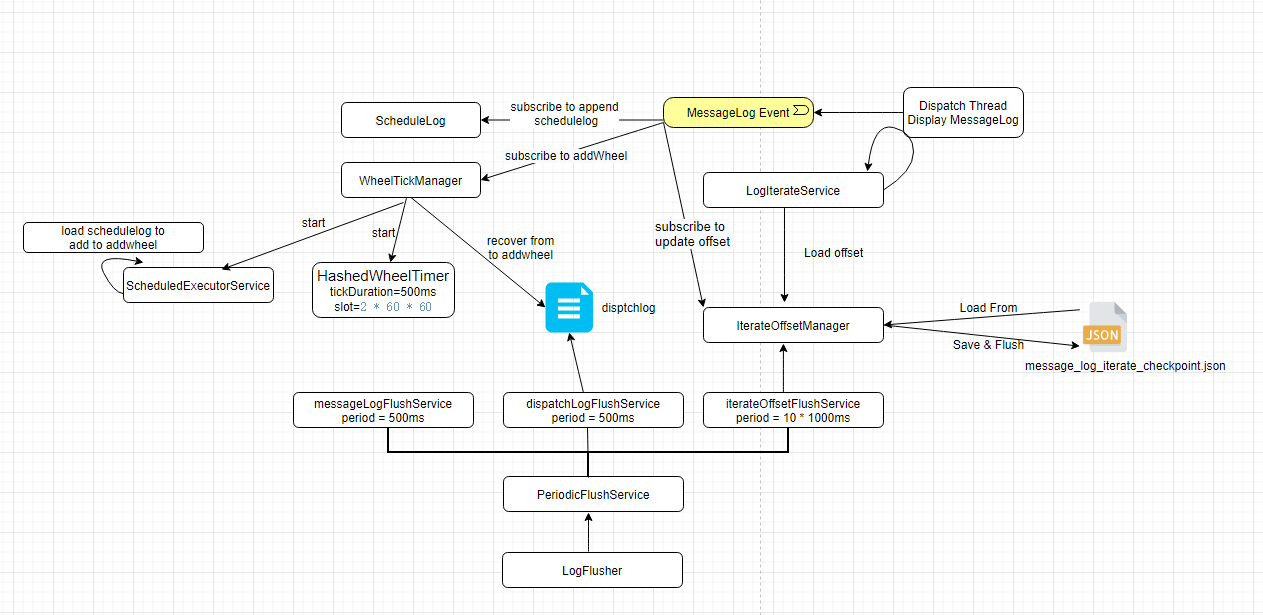 Dispatch Thread
Display MessageLog
MessageLog Event
subscribe to append
schedulelog
ScheduleLog
subscribe to addWheel
WheelTickManager
LogIterateService
start
start
load schedulelog to
add to addwheel
subscribe to
update offset
recover from
to addwheel
Load offset
ScheduledExecutorService
HashedWheelTimer
tickDuration=500ms
slot=2 * 60 * 60
disptchlog
IterateOffsetManager
Load From
Save & Flush
JSON
message_log_iterate_checkpoint.json
messageLogFlushService
period = 500ms
dispatchLogFlushService
period = 500ms
iterateOffsetFlushService
period = 10 * 1000ms
PeriodicFlushService
LogFlusher